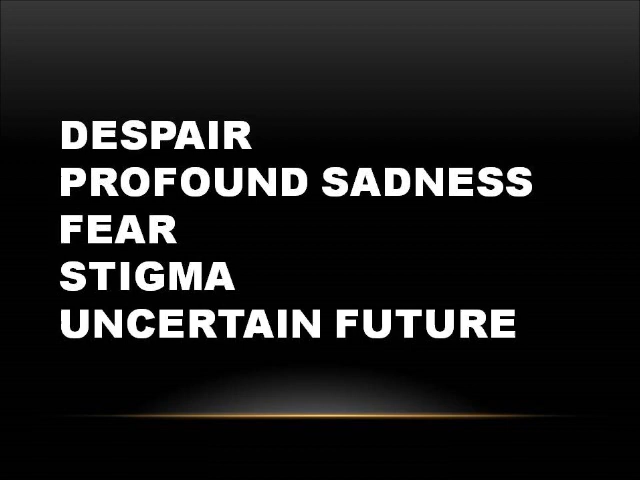 DESPAIR
PROFOUND SADNESS
FEAR
STIGMA
UNCERTAIN FUTURE